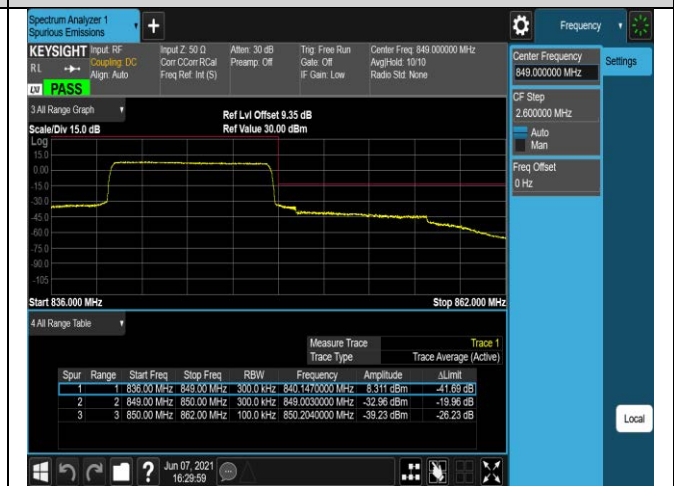 Spectrum Analyzer 1
Spurious Emissions
+
Frequency
KEYSIGHT Input: RF Input Z: 50 Ω Atten: 30 dB Trig: Free Run Center Freq: 849.000000 MHz
RL Coupling: DC Corr CCorr RCal Preamp: Off Gate: Off Avg|Hold: 10/10
Align: Auto Freq Ref: Int (S) IF Gain: Low Radio Std: None
LXI PASS
Center Frequency
849.000000 MHz
Settings
CF Step
2.600000 MHz
Auto
Man
Freq Offset
0 Hz
3 All Range Graph
Ref Lvl Offset 9.35 dB
Scale/Div 15.0 dB Ref Value 30.00 dBm
Log
15.0
0.00
-15.0
-30.0
-45.0
-60.0
-75.0
-90.0
-105
Start 836.000 MHz Stop 862.000 MHz
4 All Range Table
Measure Trace Trace 1
Trace Type Trace Average (Active)
Spur Range Start Freq Stop Freq RBW Frequency Amplitude ΔLimit
1 1 836.00 MHz 849.00 MHz 300.0 kHz 840.1470000 MHz 8.311 dBm -41.69 dB
2 2 849.00 MHz 850.00 MHz 300.0 kHz 849.0030000 MHz -32.96 dBm -19.96 dB
3 3 850.00 MHz 862.00 MHz 100.0 kHz 850.2040000 MHz -39.23 dBm -26.23 dB
Local
? Jun 07, 2021
16:29:59